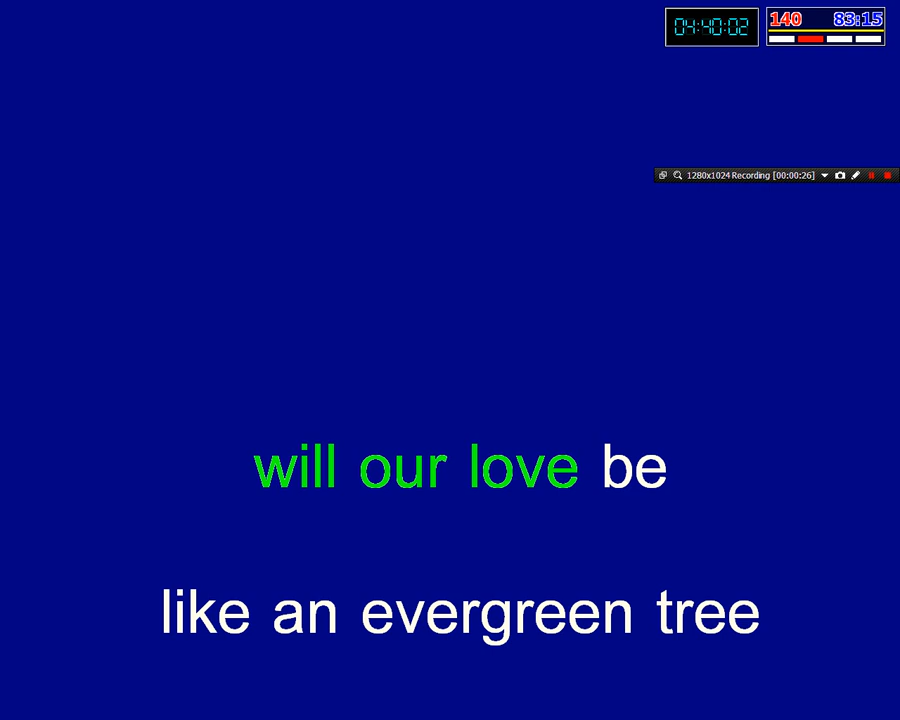 04:40:02
140 83:15
1280x1024 Recording [00:00:26]
will our love be
like an evergreen tree